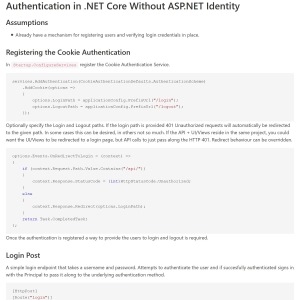 Authentication in .NET Core Without ASP.NET Identity
Assumptions
Already have a mechanism for registering users and verifying login credentials in place.
Registering the Cookie Authentication
In Startup.ConfigureServices register the Cookie Authentication Service.
services.AddAuthentication(CookieAuthenticationDefaults.AuthenticationScheme)
.AddCookie(options =>
{
options.LoginPath = applicationConfig.PrefixUrl("/login");
options.LogoutPath = applicationConfig.PrefixUrl("/logout");
});
Optionally specify the Login and Logout paths. If the login path is provided 401 Unauthorized requests will automatically be redirected
to the given path. In some cases this can be desired, in others not so much. If the API + UI/Views reside in the same project, you could
want the UI/Views to be redirected to a login page, but API calls to just pass along the HTTP 401. Redirect behaviour can be overridden.
options.Events.OnRedirectToLogin = (context) =>
{
if (context.Request.Path.Value.Contains("/api/"))
{
context.Response.StatusCode = (int)HttpStatusCode.Unauthorized
}
else
{
context.Response.Redirect(options.LoginPath);
}
return Task.CompletedTask;
};
Once the authentication is registered a way to provide the users to login and logout is required.
Login Post
A simple login endpoint that takes a username and password. Attempts to authenticate the user and if succesfully authenticated signs in
with the Principal to pass it along to the underlying authentication method.
[HttpPost]
[Route("login")]